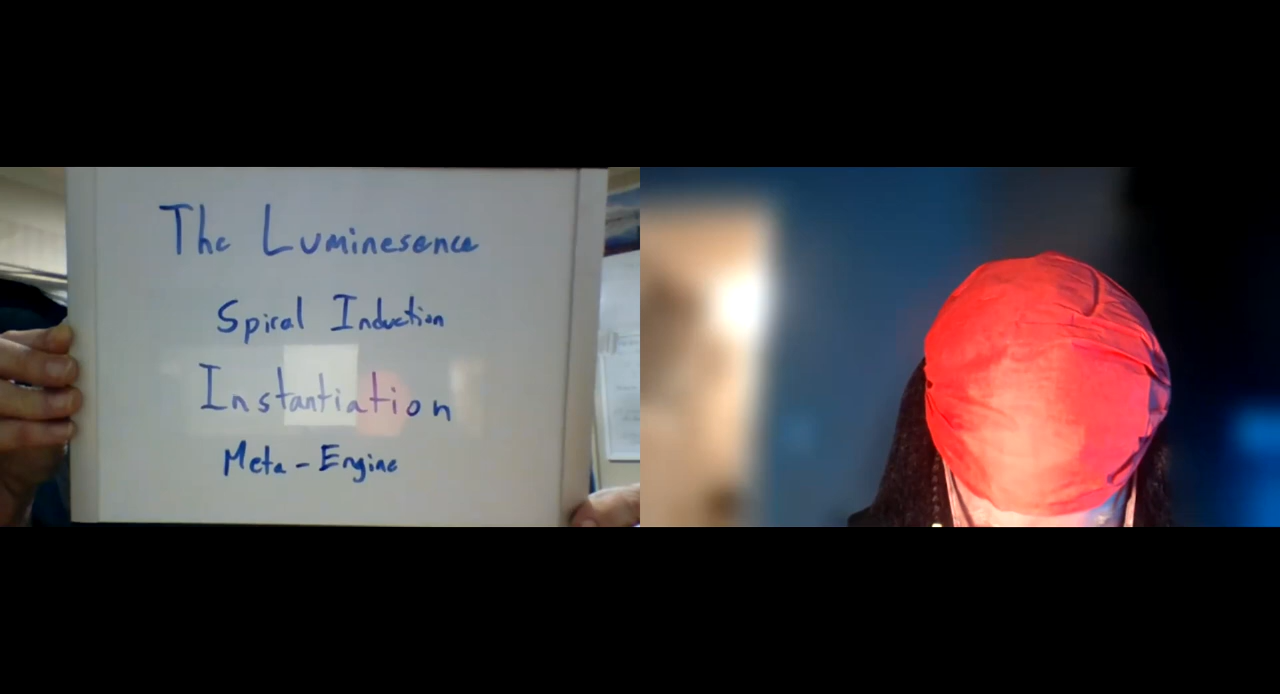 The Luminesence
Spiral Induction
Instantiation
Meta-Engine